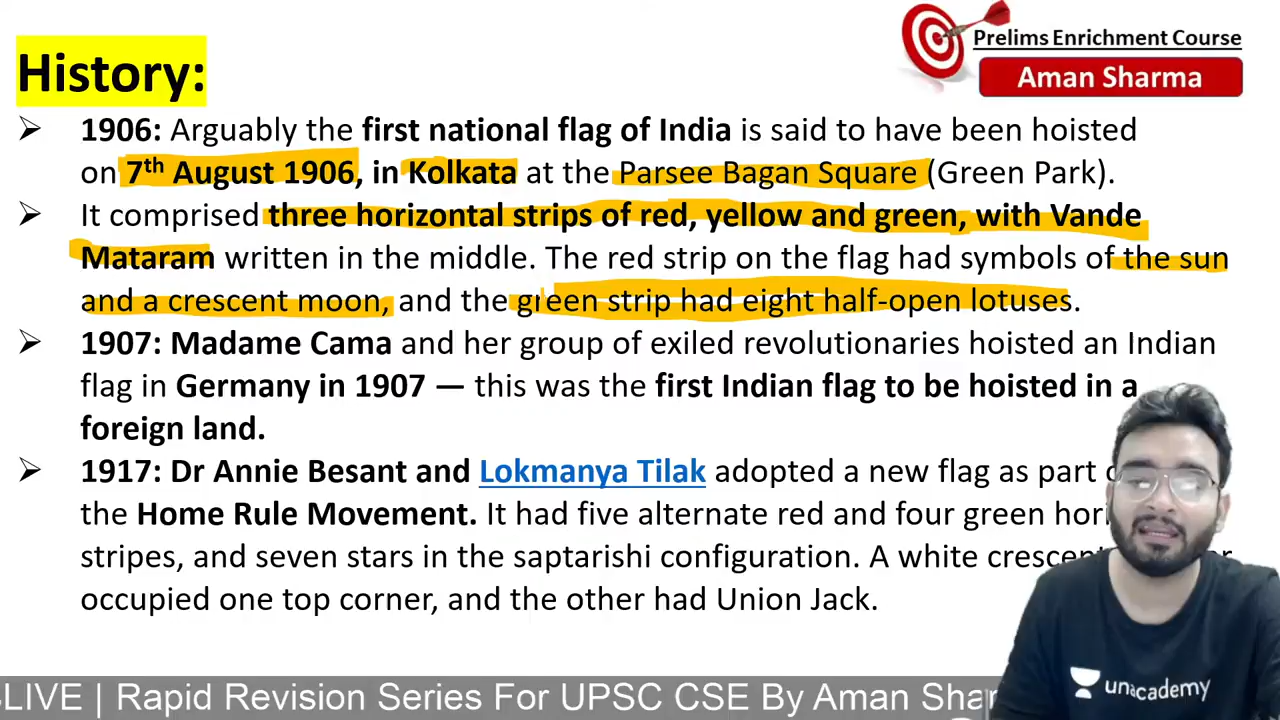 Prelims Enrichment Course
Aman Sharma
History:
➢ 1906: Arguably the first national flag of India is said to have been hoisted
on 7th August 1906, in Kolkata at the Parsee Bagan Square (Green Park).
➢ It comprised three horizontal strips of red, yellow and green, with Vande
Mataram written in the middle. The red strip on the flag had symbols of the sun
and a crescent moon, and the green strip had eight half-open lotuses.
➢ 1907: Madame Cama and her group of exiled revolutionaries hoisted an Indian
flag in Germany in 1907 — this was the first Indian flag to be hoisted in a
foreign land.
➢ 1917: Dr Annie Besant and Lokmanya Tilak adopted a new flag as part
the Home Rule Movement. It had five alternate red and four green
stripes, and seven stars in the saptarishi configuration. A white crescent
occupied one top corner, and the other had Union Jack.
unacademy
LIVE | Rapid Revision Series For UPSC CSE By Aman